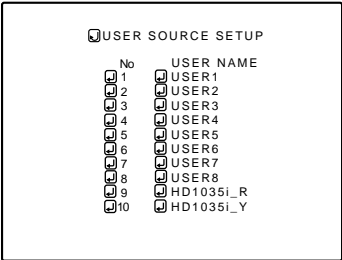 USER SOURCE SETUP
No USER NAME
1 USER1
2 USER2
3 USER3
4 USER4
5 USER5
6 USER6
7 USER7
8 USER8
9 HD1035i_R
10 HD1035i_Y